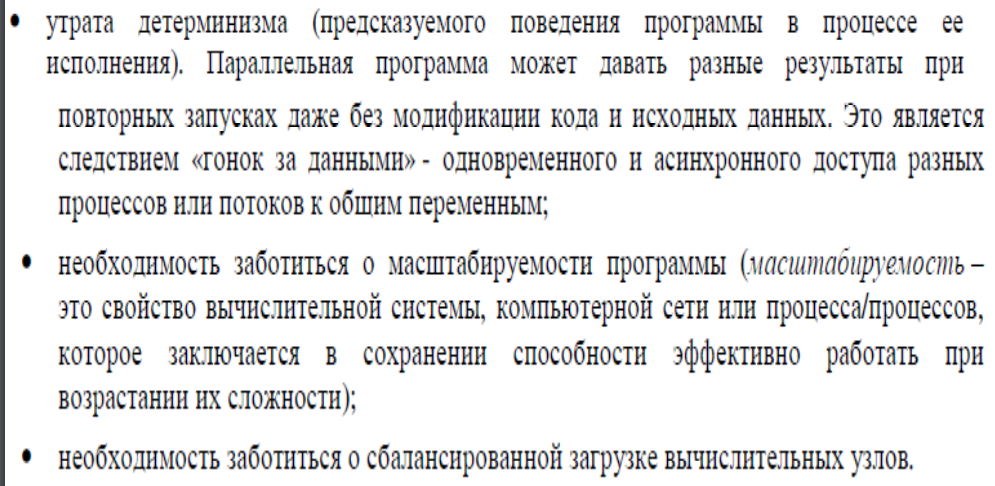 • утрата детерминизма (предсказуемого поведения программы в процессе ее
исполнения). Параллельная программа может давать разные результаты при
повторных запусках даже без модификации кода и исходных данных. Это является
следствием «гонок за данными» - одновременного и асинхронного доступа разных
процессов или потоков к общим переменным;
• необходимость заботиться о масштабируемости программы (масштабируемость –
это свойство вычислительной системы, компьютерной сети или процесса/процессов,
которое заключается в сохранении способности эффективно работать при
возрастании их сложности);
• необходимость заботиться о сбалансированной загрузке вычислительных узлов.